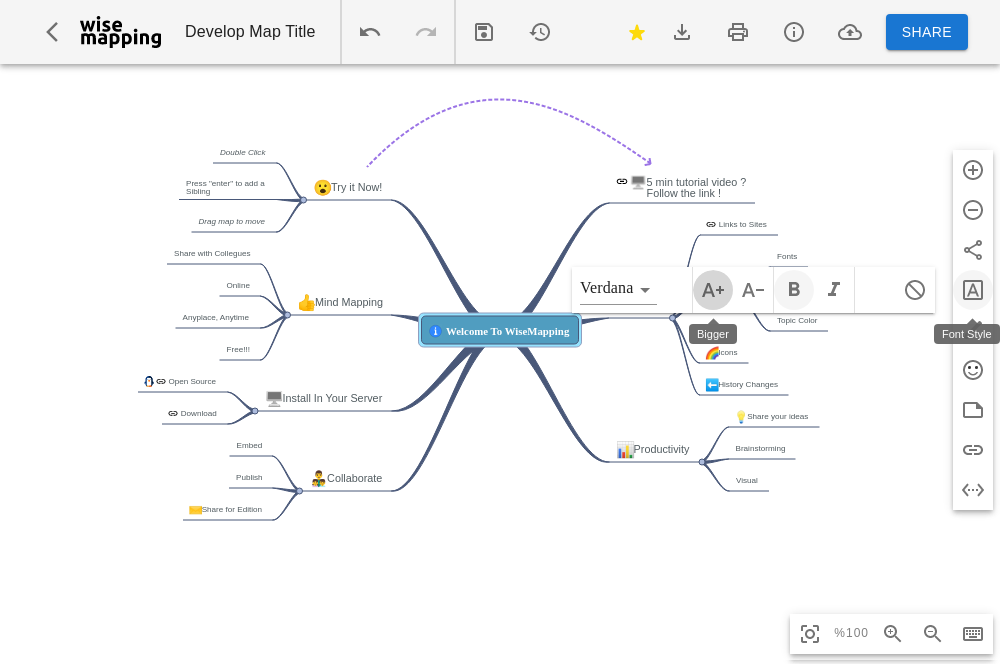 wise
mapping
Develop Map Title
SHARE
Double Click
Press "enter" to add a
Sibling
Drag map to move
Try it Now!
5 min tutorial video ?
Follow the link !
Share with Collegues
Online
Anyplace, Anytime
Free!!!
Mind Mapping
Links to Sites
Fonts
Verdana
A+
A−
B
I
Bigger
Topic Color
Icons
History Changes
A
Font Style
Welcome To WiseMapping
Open Source
Download
Install In Your Server
Embed
Publish
Share for Edition
Collaborate
Productivity
Share your ideas
Brainstorming
Visual
%100